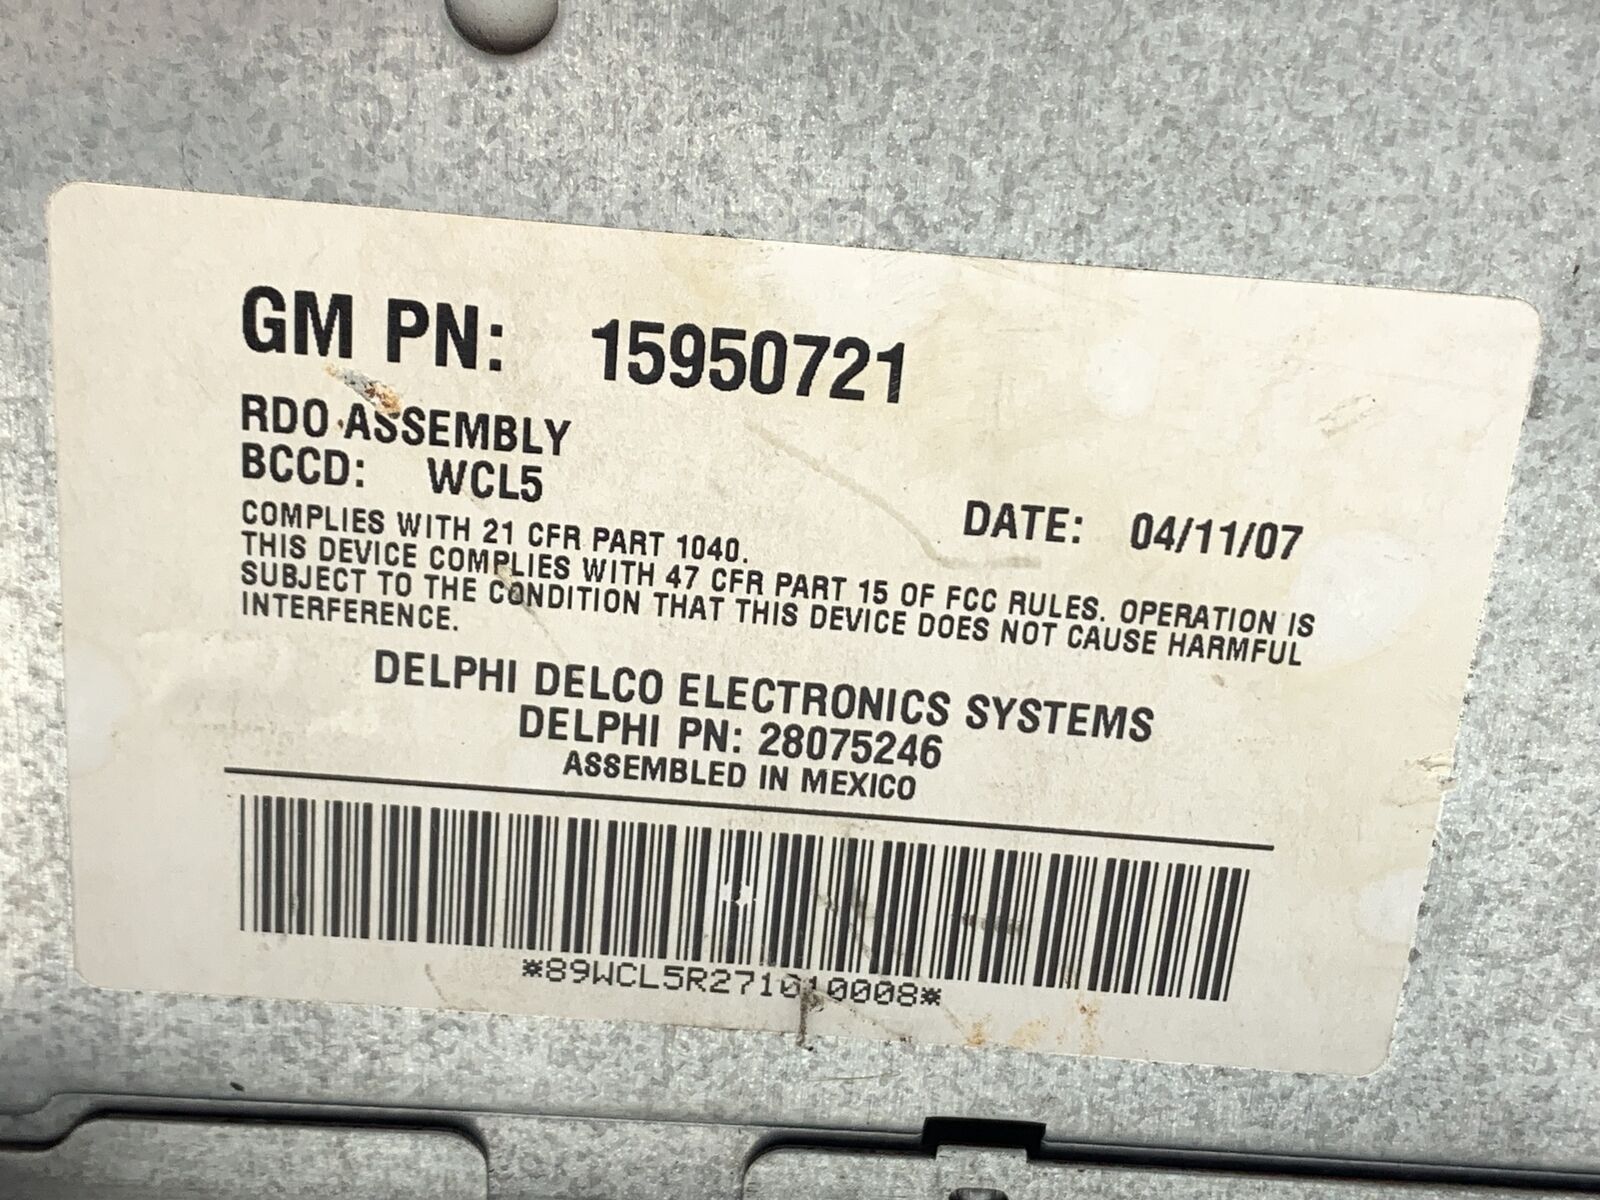 GM PN: 15950721
RDO ASSEMBLY
BCCD: WCL5
DATE: 04/11/07
COMPLIES WITH 21 CFR PART 1040.
THIS DEVICE COMPLIES WITH 47 CFR PART 15 OF FCC RULES. OPERATION IS
SUBJECT TO THE CONDITION THAT THIS DEVICE DOES NOT CAUSE HARMFUL
INTERFERENCE.
DELPHI DELCO ELECTRONICS SYSTEMS
DELPHI PN: 28075246
ASSEMBLED IN MEXICO
*89WCL5R271010008*